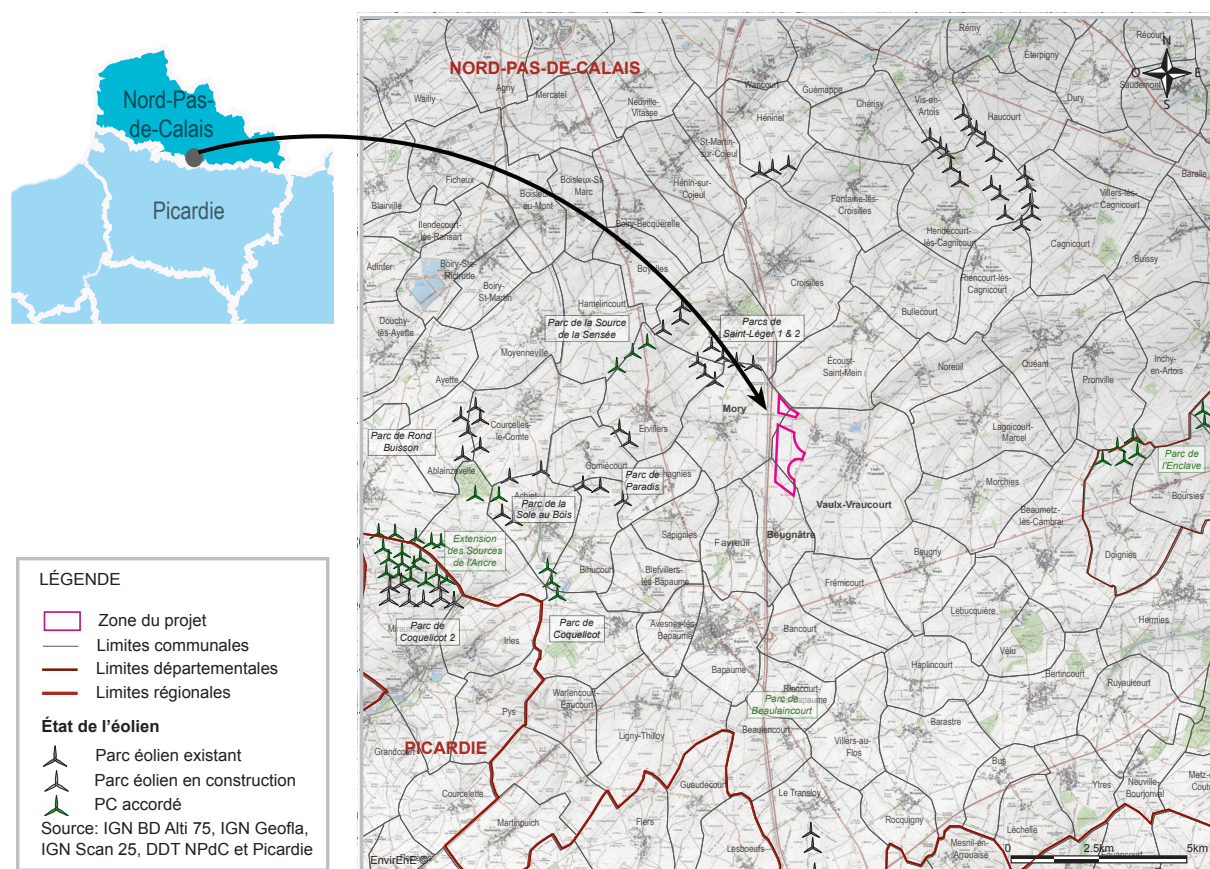 Nord-Pas-
de-Calais
Picardie
NORD-PAS-DE-CALAIS
PICARDIE
N
O
E
S
Wailly
Agny
Mercatel
Neuville-
Vitasse
Wancourt
Guémappe
Rémy
Éterpigny
Récourt
Saudemont
Dury
Vis-en-
Artois
Haucourt
Chérisy
Héninel
St-Martin-
sur-Cojeul
Hénin-sur-
Cojeul
Fontaine-lès-
Croisilles
Villers-lès-
Cagnicourt
Baralle
Ficheux
Boisleux-St-
Marc
Boisleux-
au-Mont
Boiry-Becquerelle
Blairville
Hendecourt-
lès-Ransart
Adinfer
Boiry-Ste-
Rictrude
Boiry-
St-Martin
Boyelles
Hamelincourt
Croisilles
Hendecourt-
lès-Cagnicourt
Riencourt-lès-
Cagnicourt
Cagnicourt
Buissy
Bullecourt
Douchy-
lès-Ayette
Moyenneville
Ayette
Parc de la Source
de la Sensée
Parcs de
Saint-Léger 1 & 2
Écoust-
Saint-Mein
Noreuil
Quéant
Pronville
Inchy-
en-Artois
Mory
Ervillers
Courcelles-
le-Comte
Parc de Rond
Buisson
Ablainzevelle
Gomiécourt
Parc de
Paradis
Parc de la
Sole au Bois
Lagnicourt-
Marcel
Morchies
Vaulx-Vraucourt
Beaumetz-
lès-Cambrai
Parc de
l'Enclave
Boursies
Doignies
Extension
des Sources
de l'Ancre
Bihucourt
Sapignies
Favreuil
Beugnâtre
Beugny
Biefvillers-
lès-Bapaume
Frémicourt
Lebucquière
Hermies
Parc de
Coquelicot 2
Parc de
Coquelicot
Irles
Avesnes-lès-
Bapaume
Bapaume
Bancourt
Haplincourt
Vélu
Bertincourt
Ruyaulcourt
Warlencourt-
Eaucourt
Pys
Ligny-Thilloy
Parc de
Beaulaincourt
Beaulencourt
Villers-au-
Flos
Barastre
Bus
Ytres
Neuville-
Bourjonval
Grandcourt
Courcelette
Martinpuich
Gueudecourt
Flers
Lesboeufs
Le Transloy
Rocquigny
Léchelle
Mesnil-en-
Arrouaise
EnvirEnE ©
0
2.5km
5km
LÉGENDE
Zone du projet
Limites communales
Limites départementales
Limites régionales
État de l'éolien
Parc éolien existant
Parc éolien en construction
PC accordé
Source: IGN BD Alti 75, IGN Geofla,
IGN Scan 25, DDT NPdC et Picardie